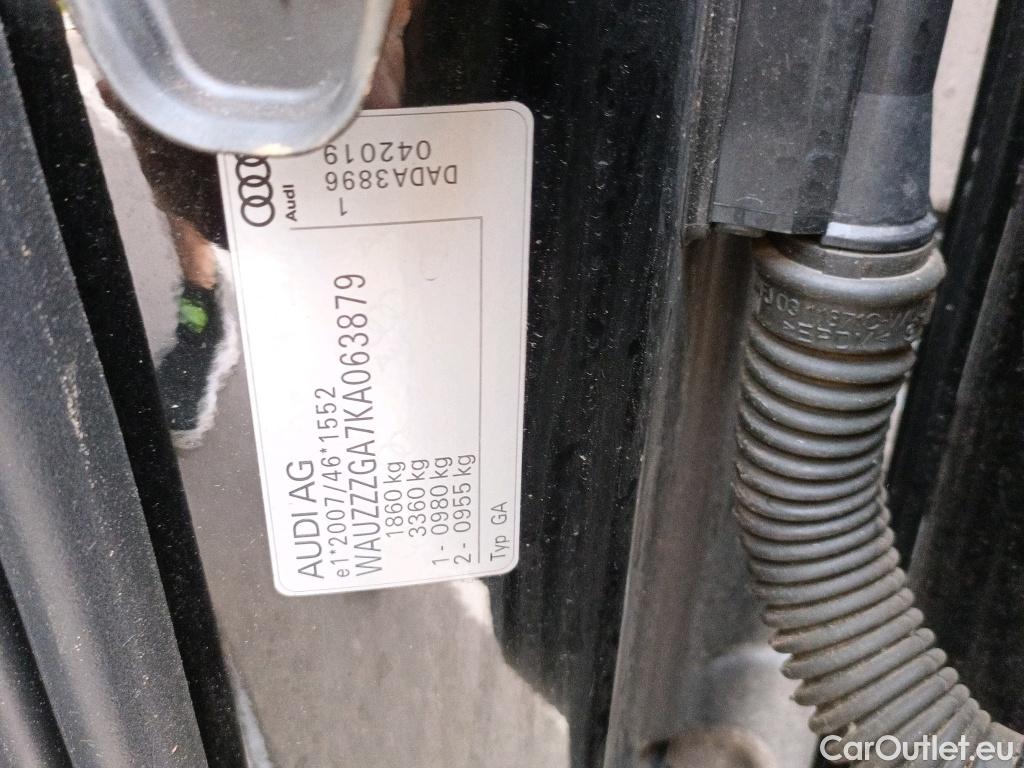 AUDI AG
e1*2007/46*1552
WAUZZZGA7KA063879
1860 kg
3360 kg
1- 0980 kg
2- 0955 kg
Typ GA
Audi
1
DADA3896
042019
CarOutlet.eu